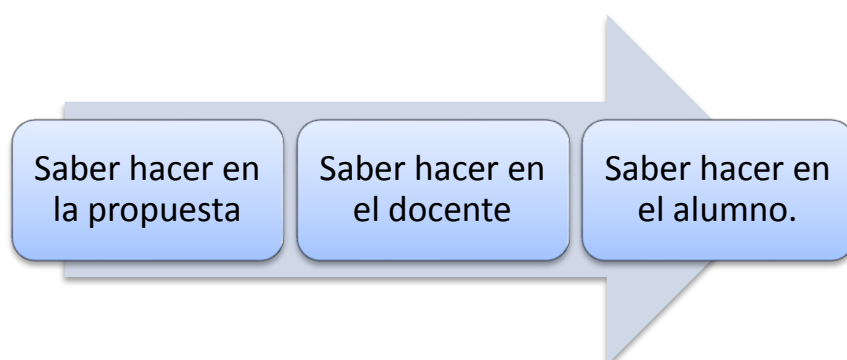 Saber hacer en
la propuesta
Saber hacer en
el docente
Saber hacer en
el alumno.